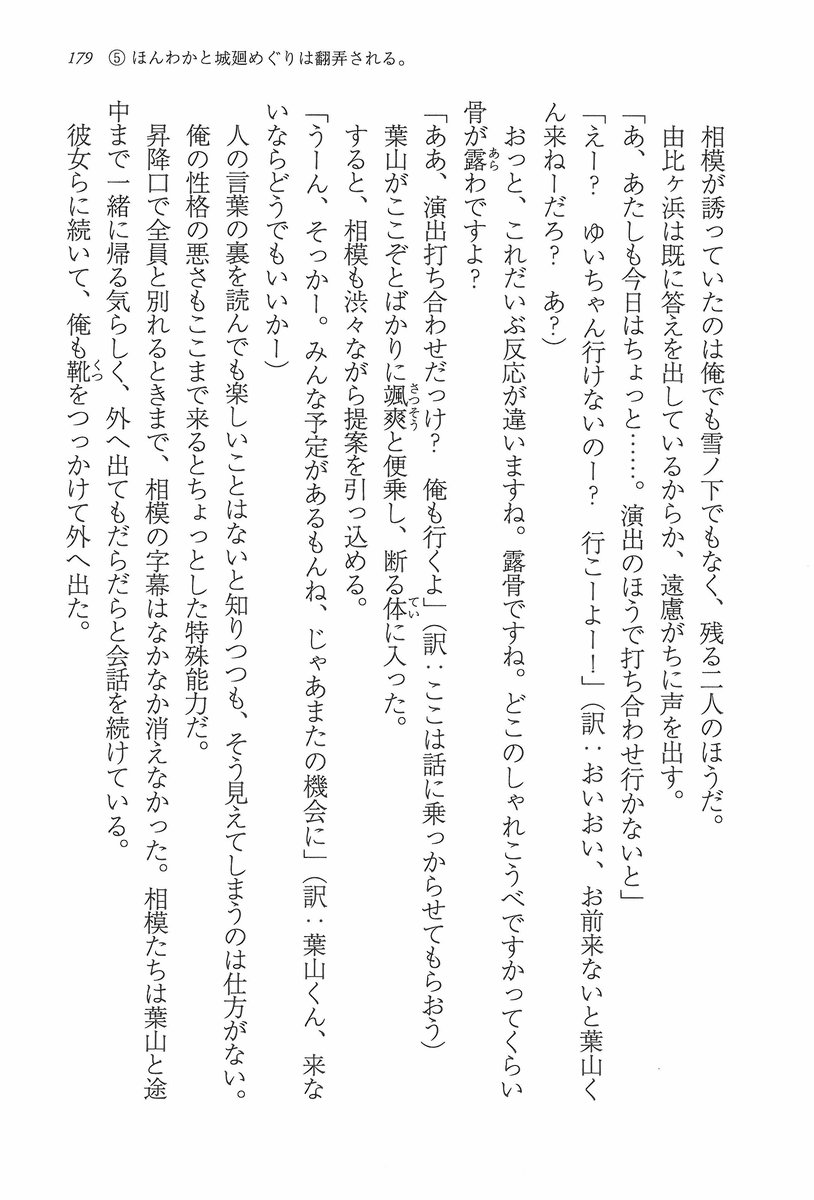 179 ⑤ ほんわかと城廻めぐりは翻弄される。
相模が誘っていたのは俺でも雪ノ下でもなく、残る二人のほうだ。
由比ヶ浜は既に答えを出しているからか、遠慮がちに声を出す。
「あ、あたしも今日はちょっと……。演出のほうで打ち合わせ行かないと」
「えー？　ゆいちゃん行けないのー？　行こーよー！」（訳：おいおい、お前来ないと葉山く
ん来ねーだろ？　あ？）
おっと、これだいぶ反応が違いますね。露骨ですね。どこのしゃれこうべですかってくらい
骨が露わですよ？
「ああ、演出打ち合わせだっけ？　俺も行くよ」（訳：ここは話に乗っからせてもらおう）
葉山がここぞとばかりに颯爽と便乗し、断る体に入った。
すると、相模も渋々ながら提案を引っ込める。
「うーん、そっかー。みんな予定があるもんね、じゃあまたの機会に」（訳：葉山くん、来な
いならどうでもいいかー）
人の言葉の裏を読んでも楽しいことはないと知りつつも、そう見えてしまうのは仕方がない。
俺の性格の悪さもここまで来るとちょっとした特殊能力だ。
昇降口で全員と別れるときまで、相模の字幕はなかなか消えなかった。相模たちは葉山と途
中まで一緒に帰る気らしく、外へ出てもだらだらと会話を続けている。
彼女らに続いて、俺も靴をつっかけて外へ出た。